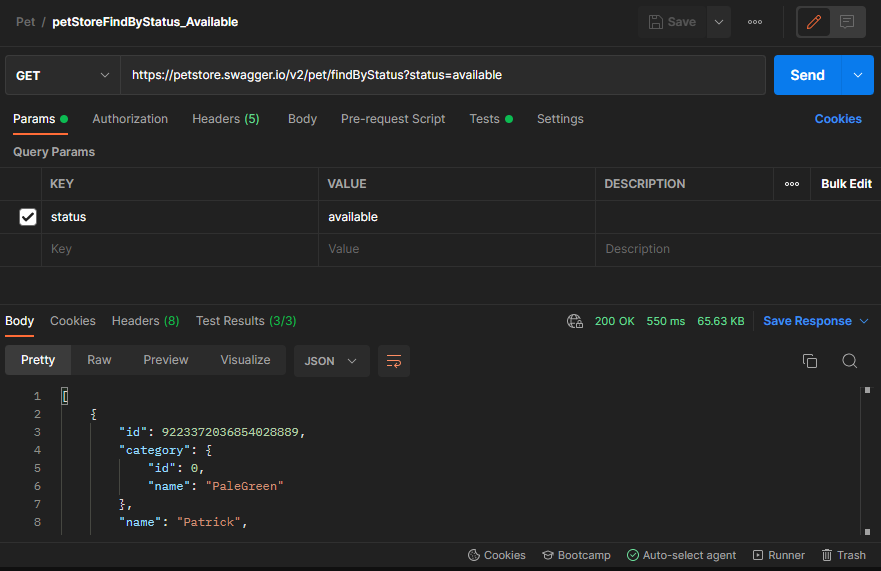 Pet / petStoreFindByStatus_Available Save
GET https://petstore.swagger.io/v2/pet/findByStatus?status=available Send
Params Authorization Headers (5) Body Pre-request Script Tests Settings Cookies
Query Params
KEY VALUE DESCRIPTION Bulk Edit
status available
Key Value Description
Body Cookies Headers (8) Test Results (3/3) 200 OK 550 ms 65.63 KB Save Response
Pretty Raw Preview Visualize JSON
1 [
2 {
3 "id": 9223372036854028889,
4 "category": {
5 "id": 0,
6 "name": "PaleGreen"
7 },
8 "name": "Patrick",
Cookies Bootcamp Auto-select agent Runner Trash